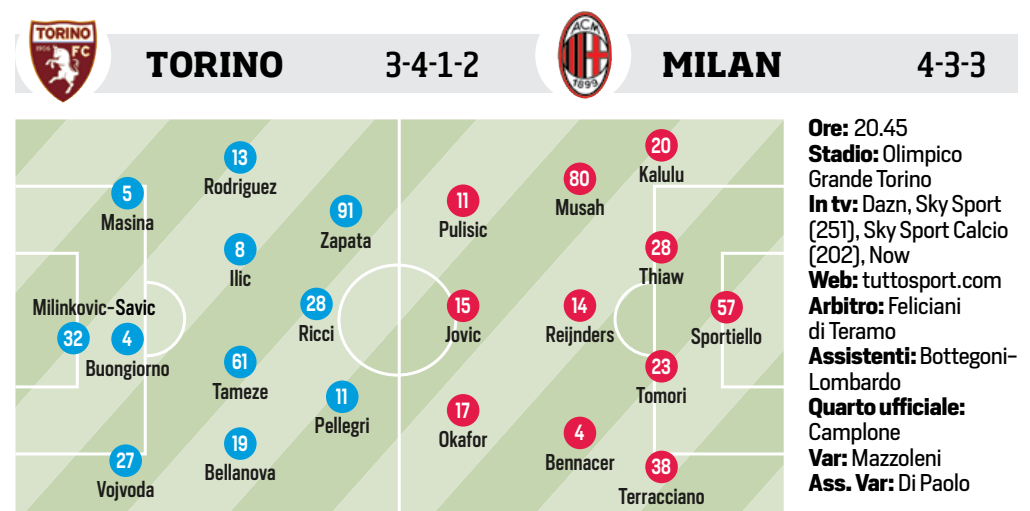 TORINO
1906 FC
TORINO 3-4-1-2
ACM
1899
MILAN 4-3-3
13
Rodriguez
5
Masina
91
Zapata
8
Ilic
28
Ricci
Milinkovic-Savic
32
4
Buongiorno
61
Tameze
11
Pellegri
19
Bellanova
27
Vojvoda
20
Kalulu
80
Musah
11
Pulisic
28
Thiaw
15
Jovic
14
Reijnders
57
Sportiello
23
Tomori
17
Okafor
4
Bennacer
38
Terracciano
Ore: 20.45
Stadio: Olimpico
Grande Torino
In tv: Dazn, Sky Sport
(251), Sky Sport Calcio
(202), Now
Web: tuttosport.com
Arbitro: Feliciani
di Teramo
Assistenti: Bottegoni-
Lombardo
Quarto ufficiale:
Camplone
Var: Mazzoleni
Ass. Var: Di Paolo